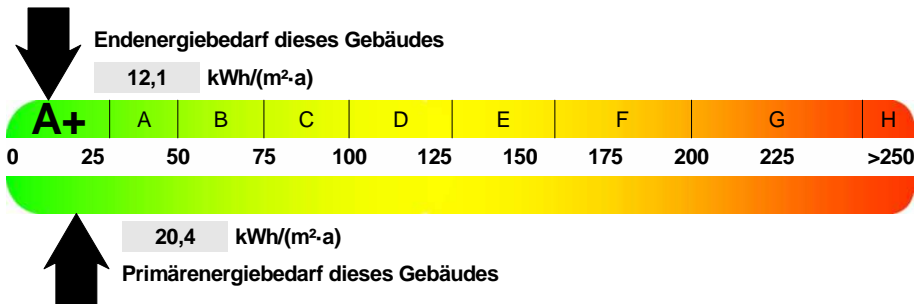 Endenergiebedarf dieses Gebäudes
12,1 kWh/(m²·a)
A+ A B C D E F G H
0 25 50 75 100 125 150 175 200 225 >250
20,4 kWh/(m²·a)
Primärenergiebedarf dieses Gebäudes